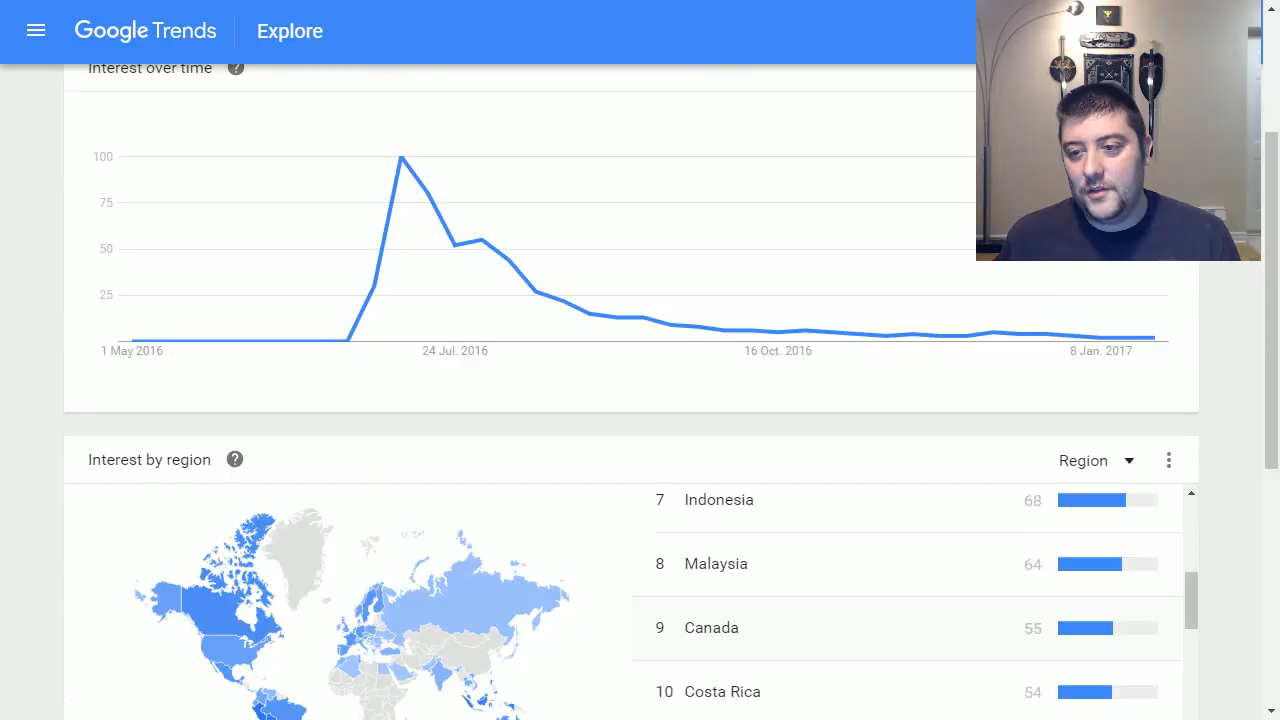 Google Trends
Explore
Interest over time ?
100
75
50
25
1 May 2016
24 Jul. 2016
16 Oct. 2016
8 Jan. 2017
Interest by region ?
Region
7 Indonesia 68
8 Malaysia 64
9 Canada 55
10 Costa Rica 54